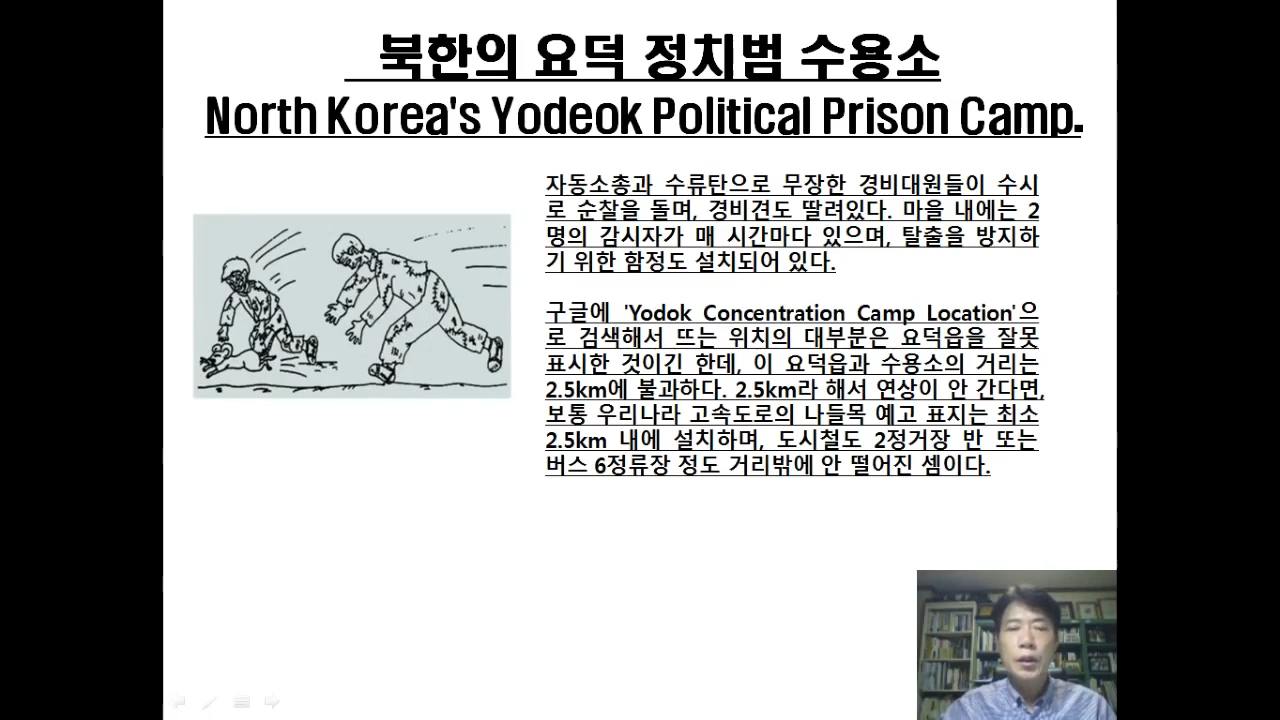 북한의 요덕 정치범 수용소
North Korea's Yodeok Political Prison Camp.
자동소총과 수류탄으로 무장한 경비대원들이 수시
로 순찰을 돌며, 경비견도 딸려있다. 마을 내에는 2
명의 감시자가 매 시간마다 있으며, 탈출을 방지하
기 위한 함정도 설치되어 있다.
구글에 'Yodok Concentration Camp Location'으
로 검색해서 뜨는 위치의 대부분은 요덕읍을 잘못
표시한 것이긴 한데, 이 요덕읍과 수용소의 거리는
2.5km에 불과하다. 2.5km라 해서 연상이 안 간다면,
보통 우리나라 고속도로의 나들목 예고 표지는 최소
2.5km 내에 설치하며, 도시철도 2정거장 반 또는
버스 6정류장 정도 거리밖에 안 떨어진 셈이다.